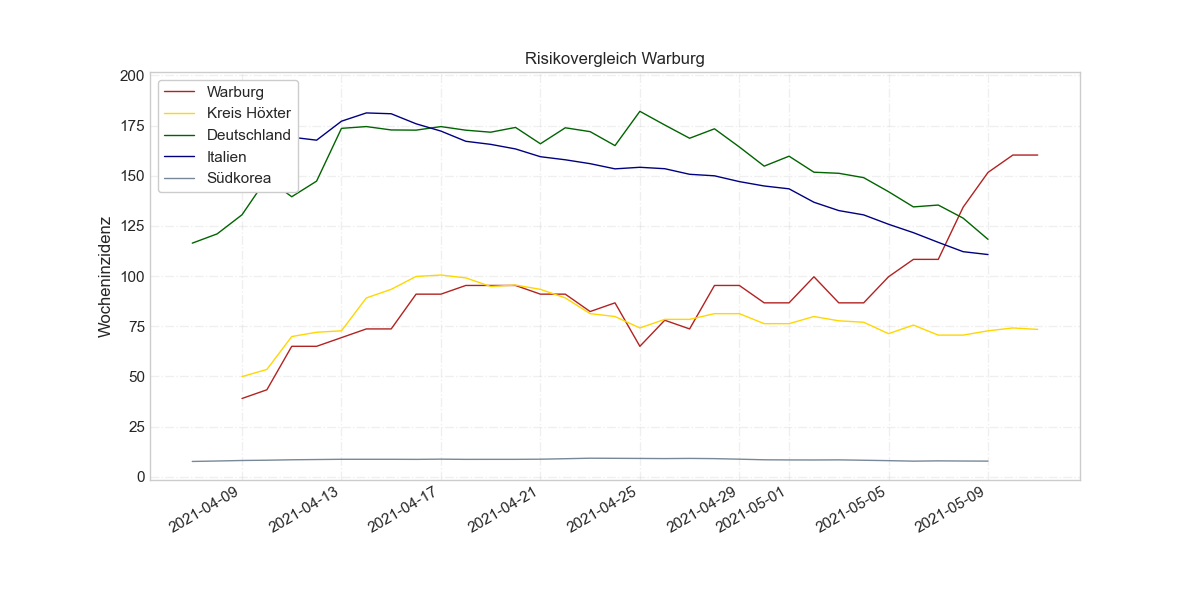 Risikovergleich Warburg
Wocheninzidenz
200
175
150
125
100
75
50
25
0
Warburg
Kreis Höxter
Deutschland
Italien
Südkorea
2021-04-09
2021-04-13
2021-04-17
2021-04-21
2021-04-25
2021-04-29
2021-05-01
2021-05-05
2021-05-09